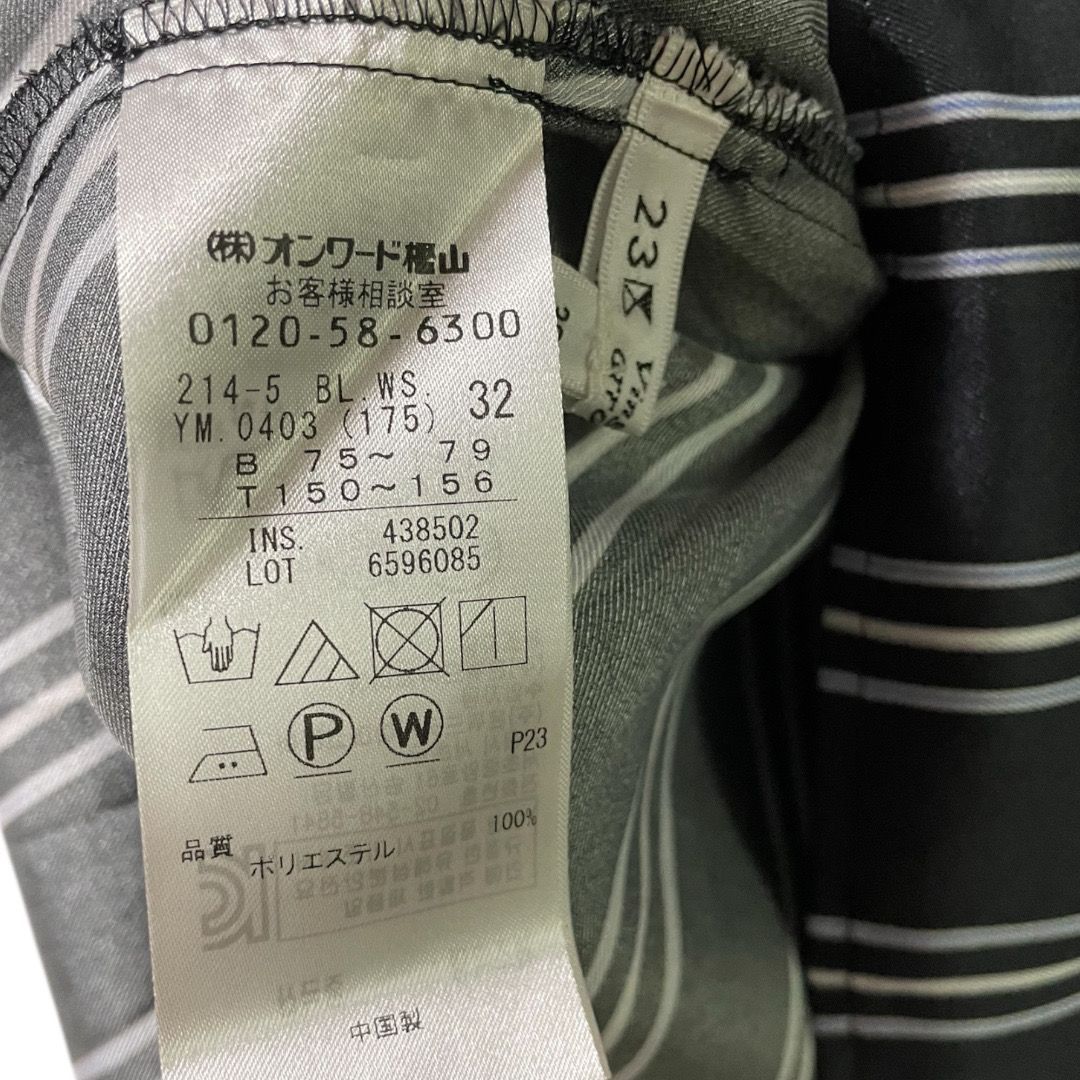 (株)オンワード樫山
お客様相談室
0120-58-6300
214-5 BL.WS. 32
YM.0403 (175)
B 75～ 79
T 150～156
INS. 438502
LOT 6596085
P
W
P23
品質 ポリエステル 100%
中国製
23